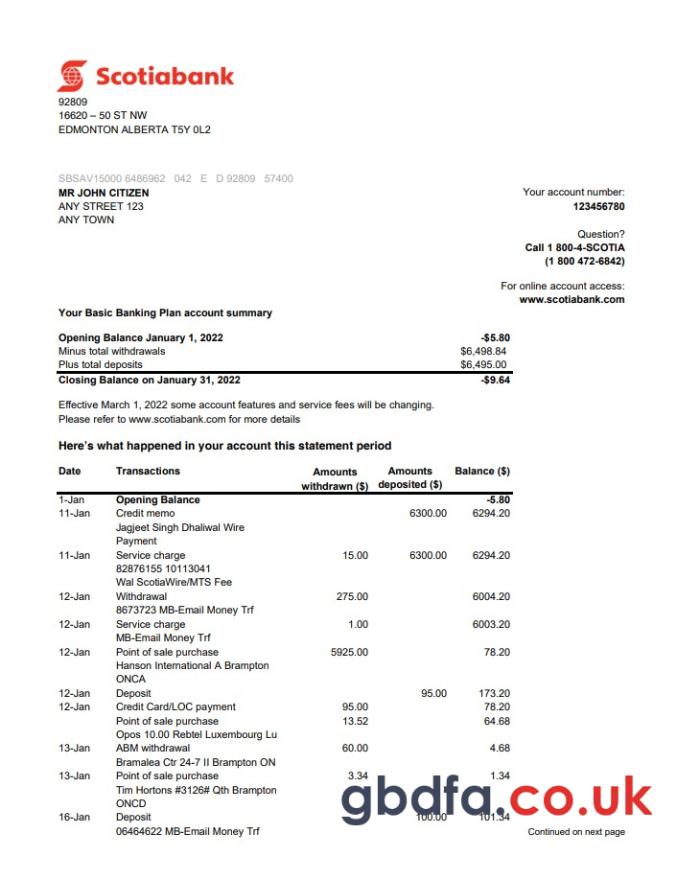 Scotiabank
92809
16620 – 50 ST NW
EDMONTON ALBERTA T5Y 0L2
SBSAV15000 6486962 042 E D 92809 57400
MR JOHN CITIZEN
ANY STREET 123
ANY TOWN
Your account number:
123456780
Question?
Call 1 800-4-SCOTIA
(1 800 472-6842)
For online account access:
www.scotiabank.com
Your Basic Banking Plan account summary
Opening Balance January 1, 2022 -$5.80
Minus total withdrawals $6,498.84
Plus total deposits $6,495.00
Closing Balance on January 31, 2022 -$9.64
Effective March 1, 2022 some account features and service fees will be changing.
Please refer to www.scotiabank.com for more details
Here's what happened in your account this statement period
Date Transactions Amounts Amounts Balance ($)
withdrawn ($) deposited ($)
1-Jan Opening Balance -5.80
11-Jan Credit memo 6300.00 6294.20
Jagjeet Singh Dhaliwal Wire
Payment
11-Jan Service charge 15.00 6300.00 6294.20
82876155 10113041
Wal ScotiaWire/MTS Fee
12-Jan Withdrawal 275.00 6004.20
8673723 MB-Email Money Trf
12-Jan Service charge 1.00 6003.20
MB-Email Money Trf
12-Jan Point of sale purchase 5925.00 78.20
Hanson International A Brampton
ONCA
12-Jan Deposit 95.00 173.20
12-Jan Credit Card/LOC payment 95.00 78.20
Point of sale purchase 13.52 64.68
Opos 10.00 Rebtel Luxembourg Lu
13-Jan ABM withdrawal 60.00 4.68
Bramalea Ctr 24-7 II Brampton ON
13-Jan Point of sale purchase 3.34 1.34
Tim Hortons #3126# Qth Brampton
ONCD
gbdfa.co.uk
16-Jan Deposit 100.00 101.34
06464622 MB-Email Money Trf
Continued on next page